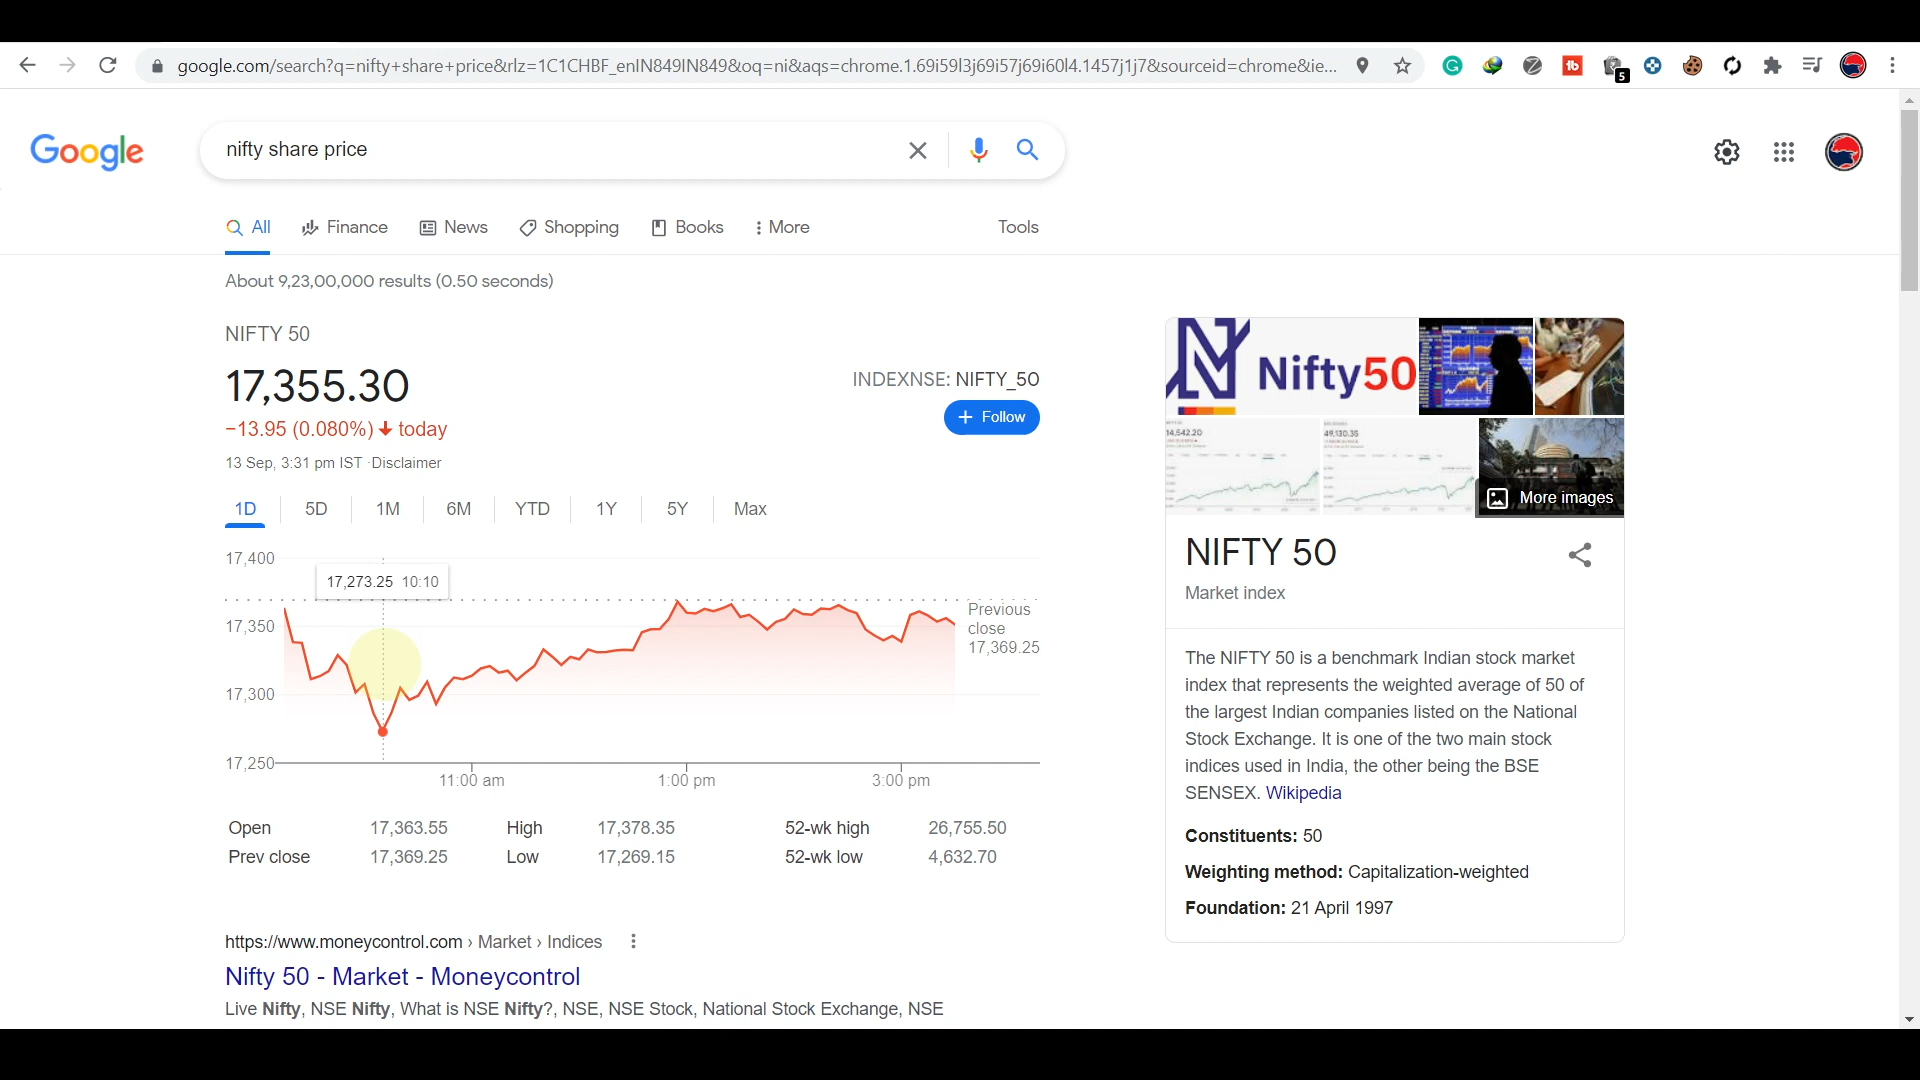 google.com/search?q=nifty+share+price&rlz=1C1CHBF_enIN849IN849&oq=ni&aqs=chrome.1.69i59l3j69i57j69i60l4.1457j1j7&sourceid=chrome&ie...
5
Google
nifty share price
All Finance News Shopping Books More Tools
About 9,23,00,000 results (0.50 seconds)
NIFTY 50
17,355.30
INDEXNSE: NIFTY_50
−13.95 (0.080%) today
+ Follow
13 Sep, 3:31 pm IST · Disclaimer
1D 5D 1M 6M YTD 1Y 5Y Max
17,400
17,273.25 10:10
17,350
17,300
17,250
Previous
close
17,369.25
11:00 am 1:00 pm 3:00 pm
Open 17,363.55 High 17,378.35 52-wk high 26,755.50
Prev close 17,369.25 Low 17,269.15 52-wk low 4,632.70
https://www.moneycontrol.com › Market › Indices
Nifty 50 - Market - Moneycontrol
Live Nifty, NSE Nifty, What is NSE Nifty?, NSE, NSE Stock, National Stock Exchange, NSE
Nifty50
14,542.20
49,130.35
More images
NIFTY 50
Market index
The NIFTY 50 is a benchmark Indian stock market
index that represents the weighted average of 50 of
the largest Indian companies listed on the National
Stock Exchange. It is one of the two main stock
indices used in India, the other being the BSE
SENSEX. Wikipedia
Constituents: 50
Weighting method: Capitalization-weighted
Foundation: 21 April 1997